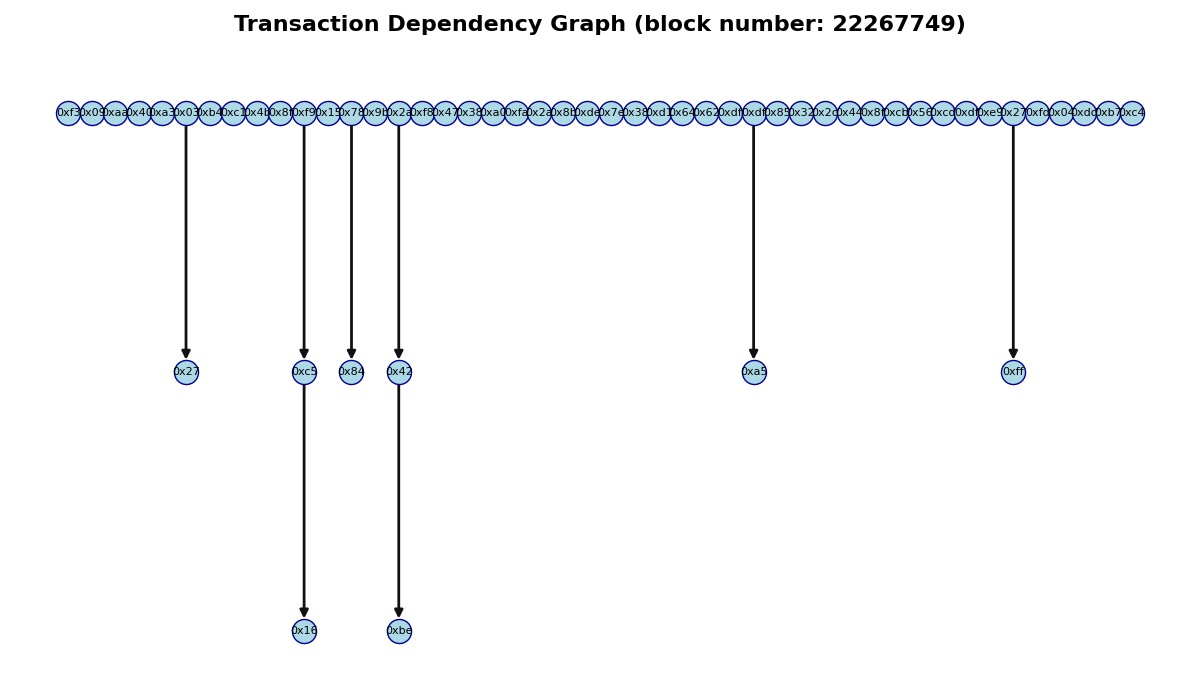 Transaction Dependency Graph (block number: 22267749)
0xf3 0x09 0xaa 0x40 0xa3 0x03 0xb4 0xc1 0x4b 0x8f 0xf9 0x15 0x78 0x9b 0x2a 0xf8 0x47 0x38 0xa0 0xfa 0x2a 0x8b 0xde 0x7e 0x38 0xd1 0x64 0x62 0xdf 0xdf 0x85 0x32 0x2c 0x44 0x8f 0xcb 0x56 0xcd 0xdf 0xe9 0x27 0xfd 0x04 0xdd 0xb7 0xc4
0x27 0xc5 0x84 0x42 0xa5 0xff
0x16 0xbe